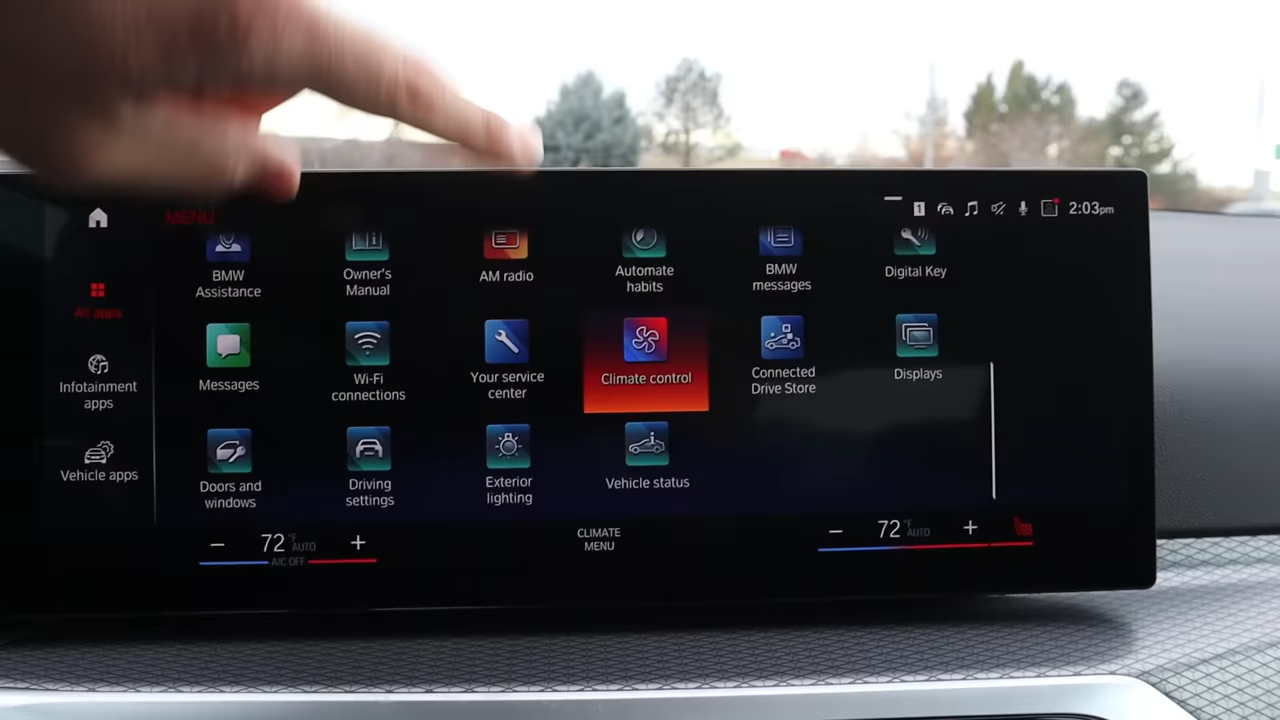 MENU
1
2:03pm
BMW
Assistance
Owner's
Manual
AM radio
Automate
habits
BMW
messages
Digital Key
All apps
Messages
Wi-Fi
connections
Your service
center
Climate control
Connected
Drive Store
Displays
Infotainment
apps
Vehicle apps
Doors and
windows
Driving
settings
Exterior
lighting
Vehicle status
− 72 °F AUTO +
A/C OFF
CLIMATE
MENU
− 72 °F AUTO +